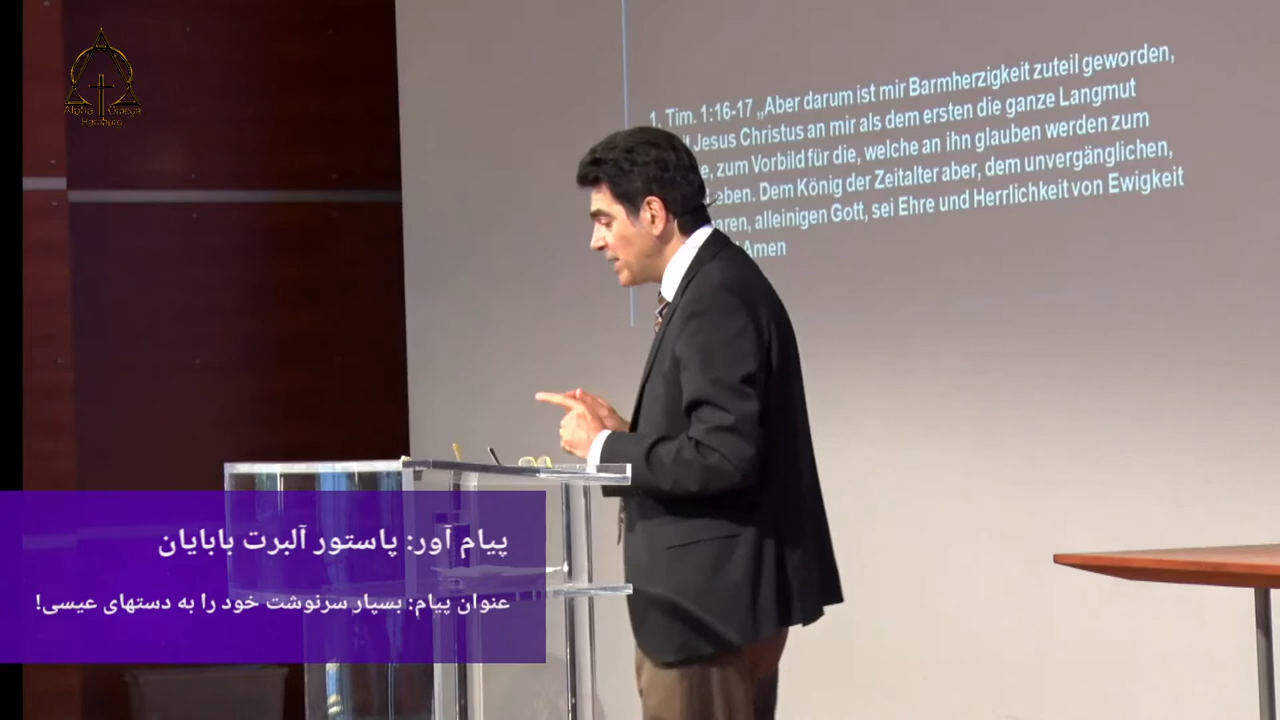 Alpha Omega
Hamburg
1. Tim. 1:16-17 „Aber darum ist mir Barmherzigkeit zuteil geworden,
Jesus Christus an mir als dem ersten die ganze Langmut
zum Vorbild für die, welche an ihn glauben werden zum
Dem König der Zeitalter aber, dem unvergänglichen,
alleinigen Gott, sei Ehre und Herrlichkeit von Ewigkeit
Amen
پیام آور: پاستور آلبرت بابایان
عنوان پیام: بسپار سرنوشت خود را به دستهای عیسی!